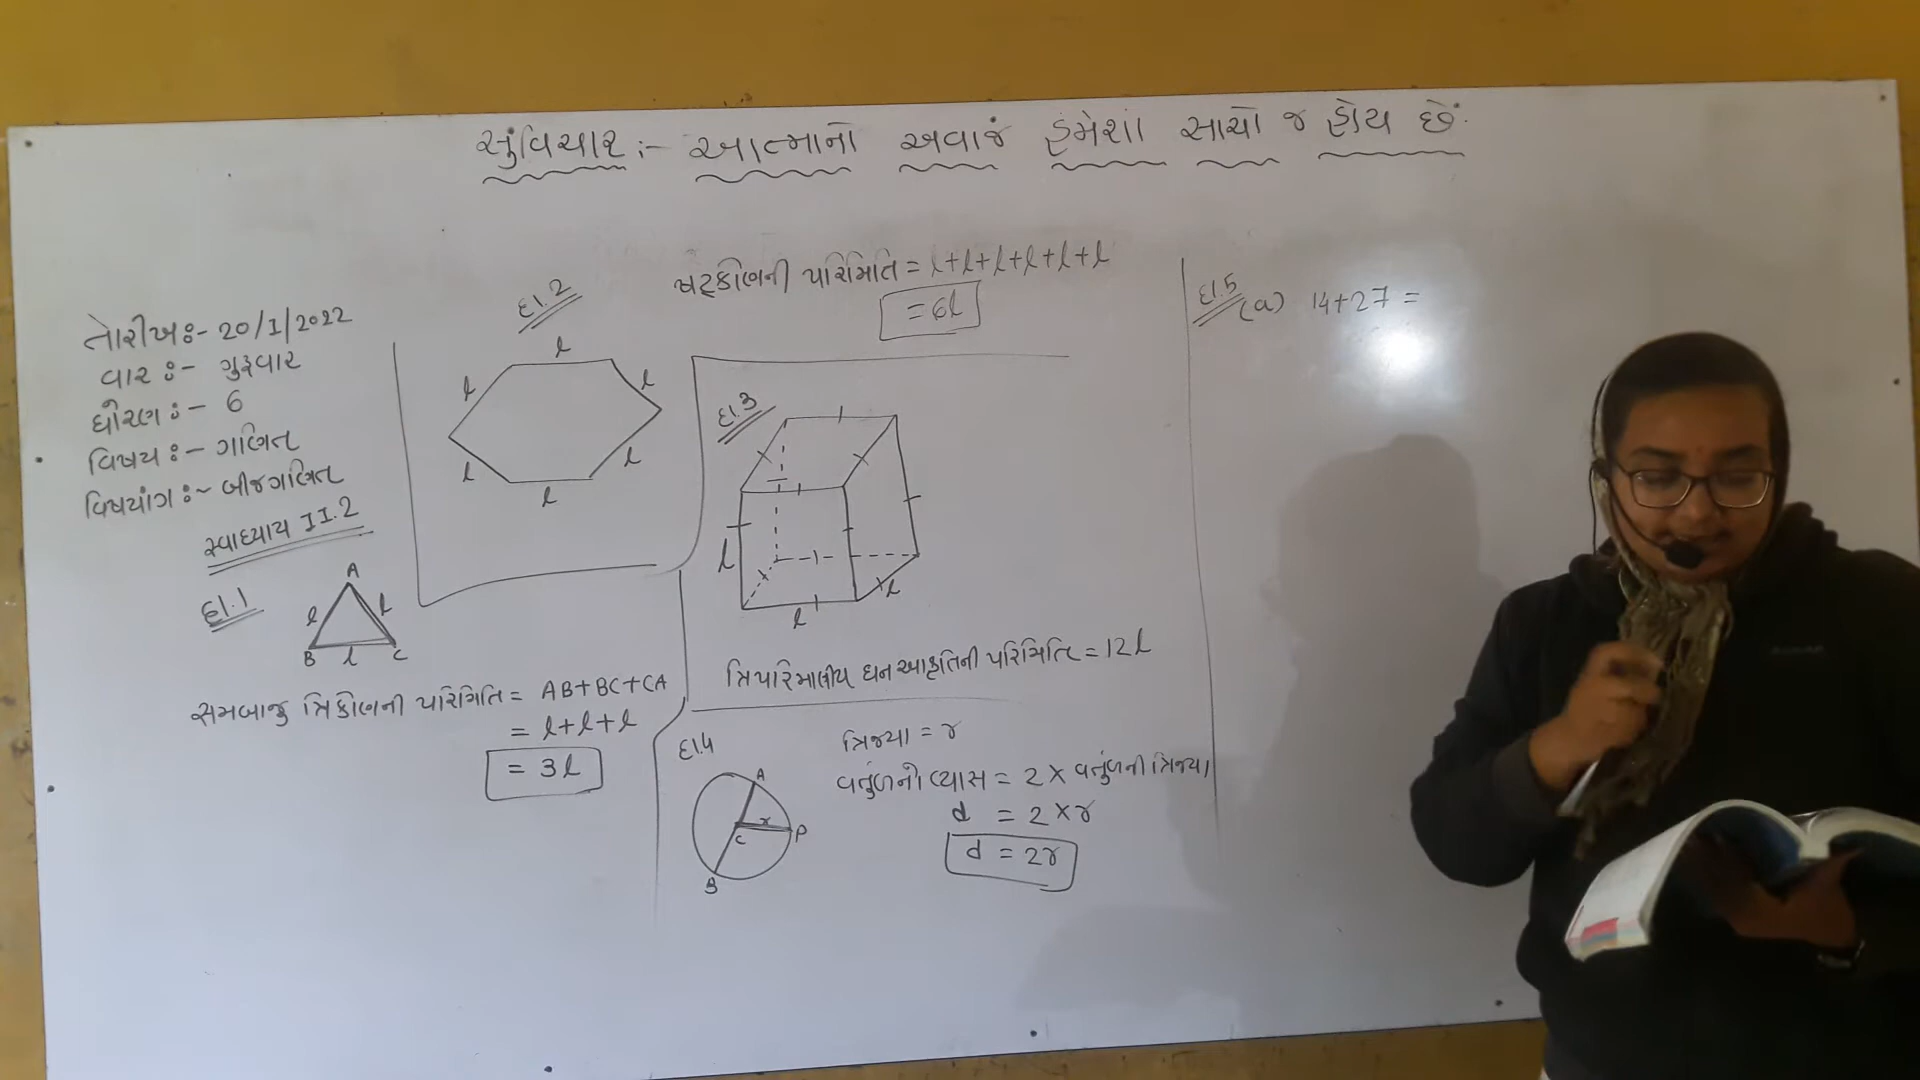 સુંવિચાર :- આત્માનો અવાજ હંમેશા સાચો જ હોય છે.
તારીખ :- 20/1/2022
વાર :- ગુરૂવાર
ધોરણ :- 6
વિષય :- ગણિત
વિષયાંગ :- બીજગણિત
સ્વાધ્યાય 11.2
દા.1
A
l l
B l C
સમબાજુ ત્રિકોણની પરિમિતિ = AB+BC+CA
= l+l+l
= 3l
દા.2
l
l l
l l
l
ષટ્કોણની પરિમિતિ = l+l+l+l+l+l
= 6l
દા.3
l
l
l
ત્રિપરિમાણીય ઘન આકૃતિની પરિમિતિ = 12l
દા.4
A
r
C P
B
ત્રિજ્યા = r
વર્તુળનો વ્યાસ = 2 × વર્તુળની ત્રિજ્યા
d = 2 × r
d = 2r
દા.5
(a) 14+27 =